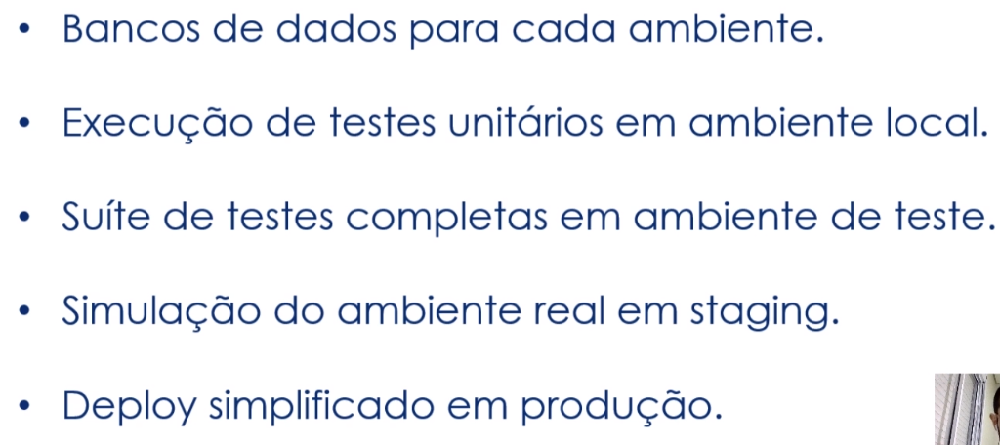 • Bancos de dados para cada ambiente.
• Execução de testes unitários em ambiente local.
• Suíte de testes completas em ambiente de teste.
• Simulação do ambiente real em staging.
• Deploy simplificado em produção.